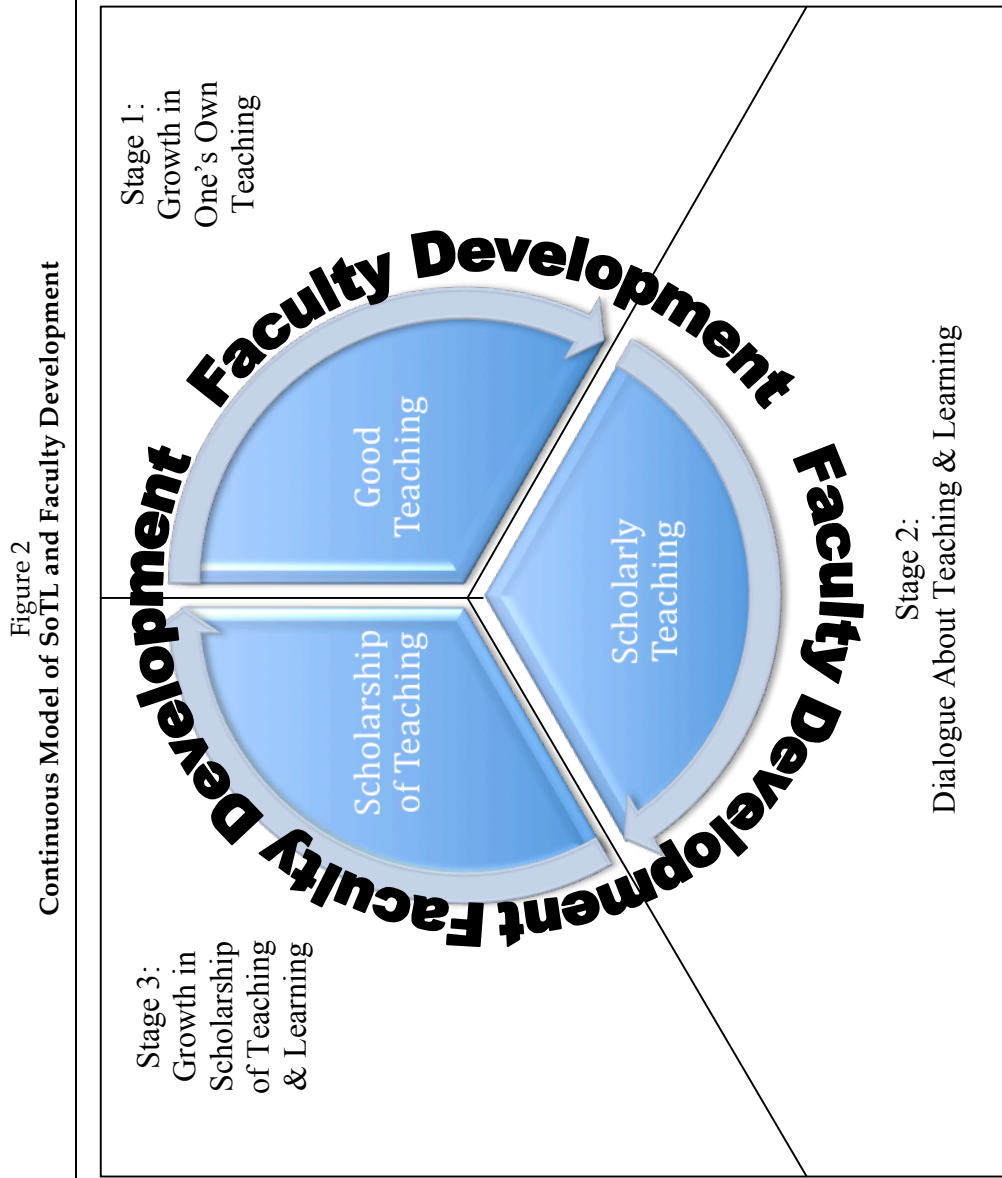 Figure 2
Continuous Model of SoTL and Faculty Development
Stage 1:
Growth in
One’s Own
Teaching
Stage 3:
Growth in
Scholarship
of Teaching
& Learning
Faculty Development
Faculty Development
Faculty Development
Good
Teaching
Scholarship
of Teaching
Scholarly
Teaching
Stage 2:
Dialogue About Teaching & Learning